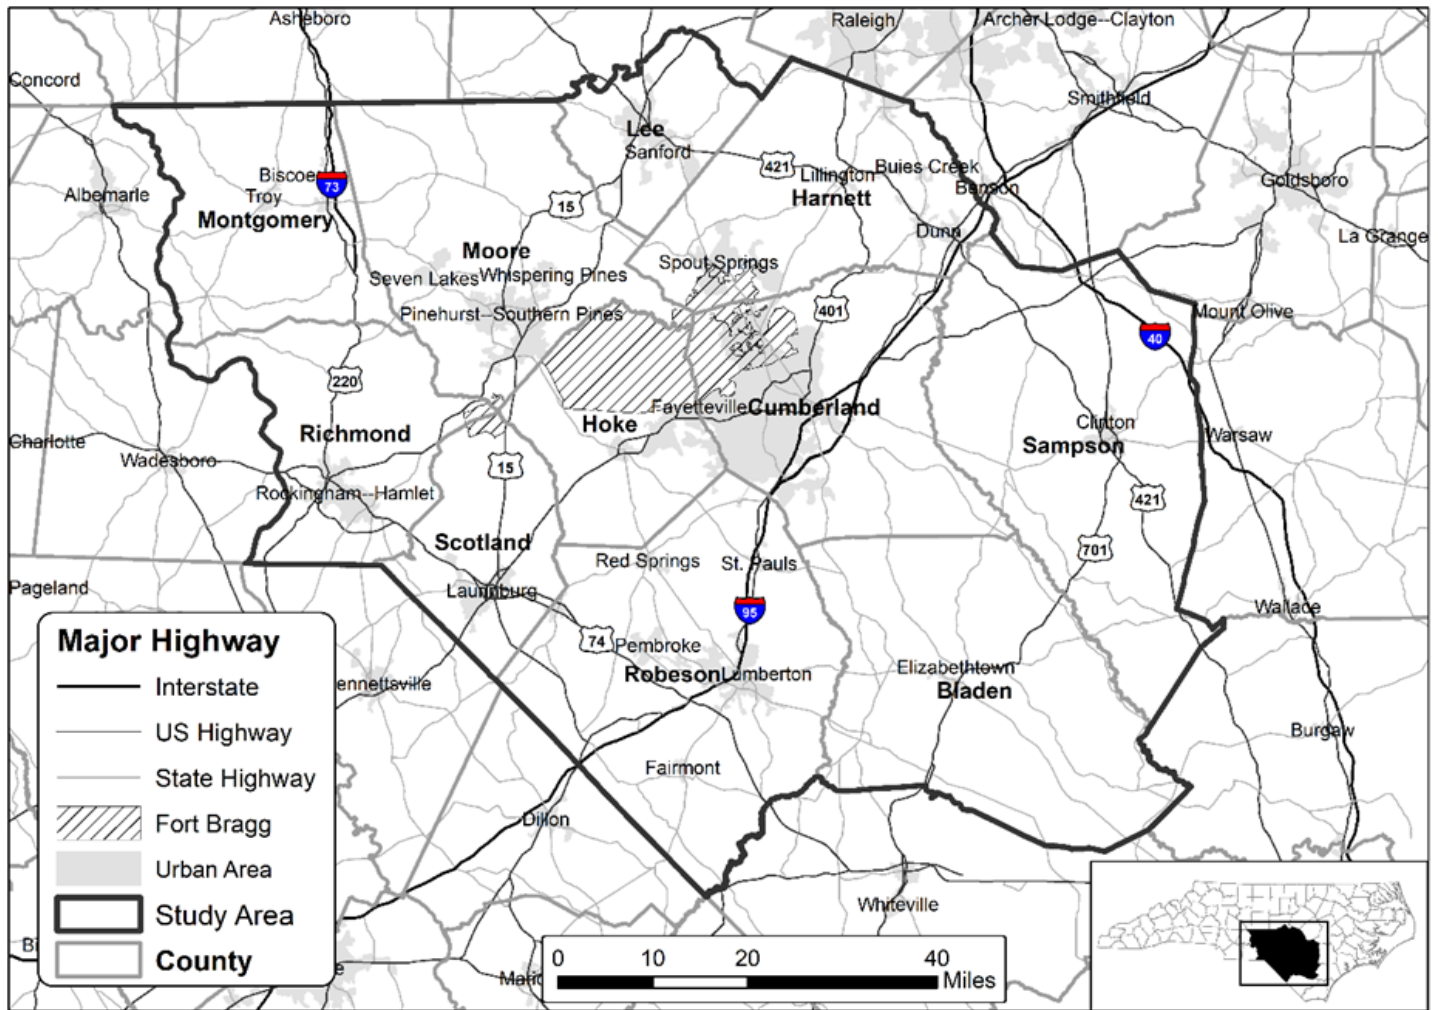 Asheboro
Raleigh
Archer Lodge--Clayton
Concord
Smithfield
Lee
Sanford
421
Lillington
Buies Creek
Benson
Harnett
Goldsboro
Biscoe
73
Troy
Albemarle
Montgomery
15
Dunn
La Grange
Moore
Seven Lakes
Whispering Pines
Spout Springs
Pinehurst--Southern Pines
401
Mount Olive
40
220
Fayetteville
Cumberland
Hoke
Richmond
Clinton
Sampson
Warsaw
Charlotte
Wadesboro
15
Rockingham--Hamlet
421
701
Scotland
Red Springs
St. Pauls
Pageland
Laurinburg
95
Wallace
74
Pembroke
Robeson
Lumberton
Elizabethtown
Bladen
ennettsville
Burgaw
Fairmont
Dillon
Whiteville
Major Highway
Interstate
US Highway
State Highway
Fort Bragg
Urban Area
Study Area
County
0 10 20 40
Miles